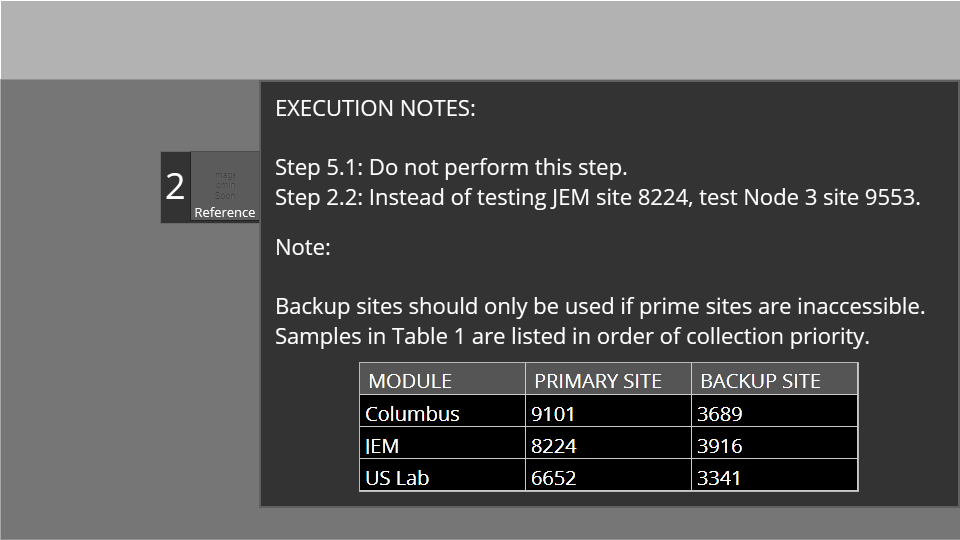 EXECUTION NOTES:
Step 5.1: Do not perform this step.
Step 2.2: Instead of testing JEM site 8224, test Node 3 site 9553.
2
Reference
Note:
Backup sites should only be used if prime sites are inaccessible.
Samples in Table 1 are listed in order of collection priority.
MODULE PRIMARY SITE BACKUP SITE
Columbus 9101 3689
JEM 8224 3916
US Lab 6652 3341